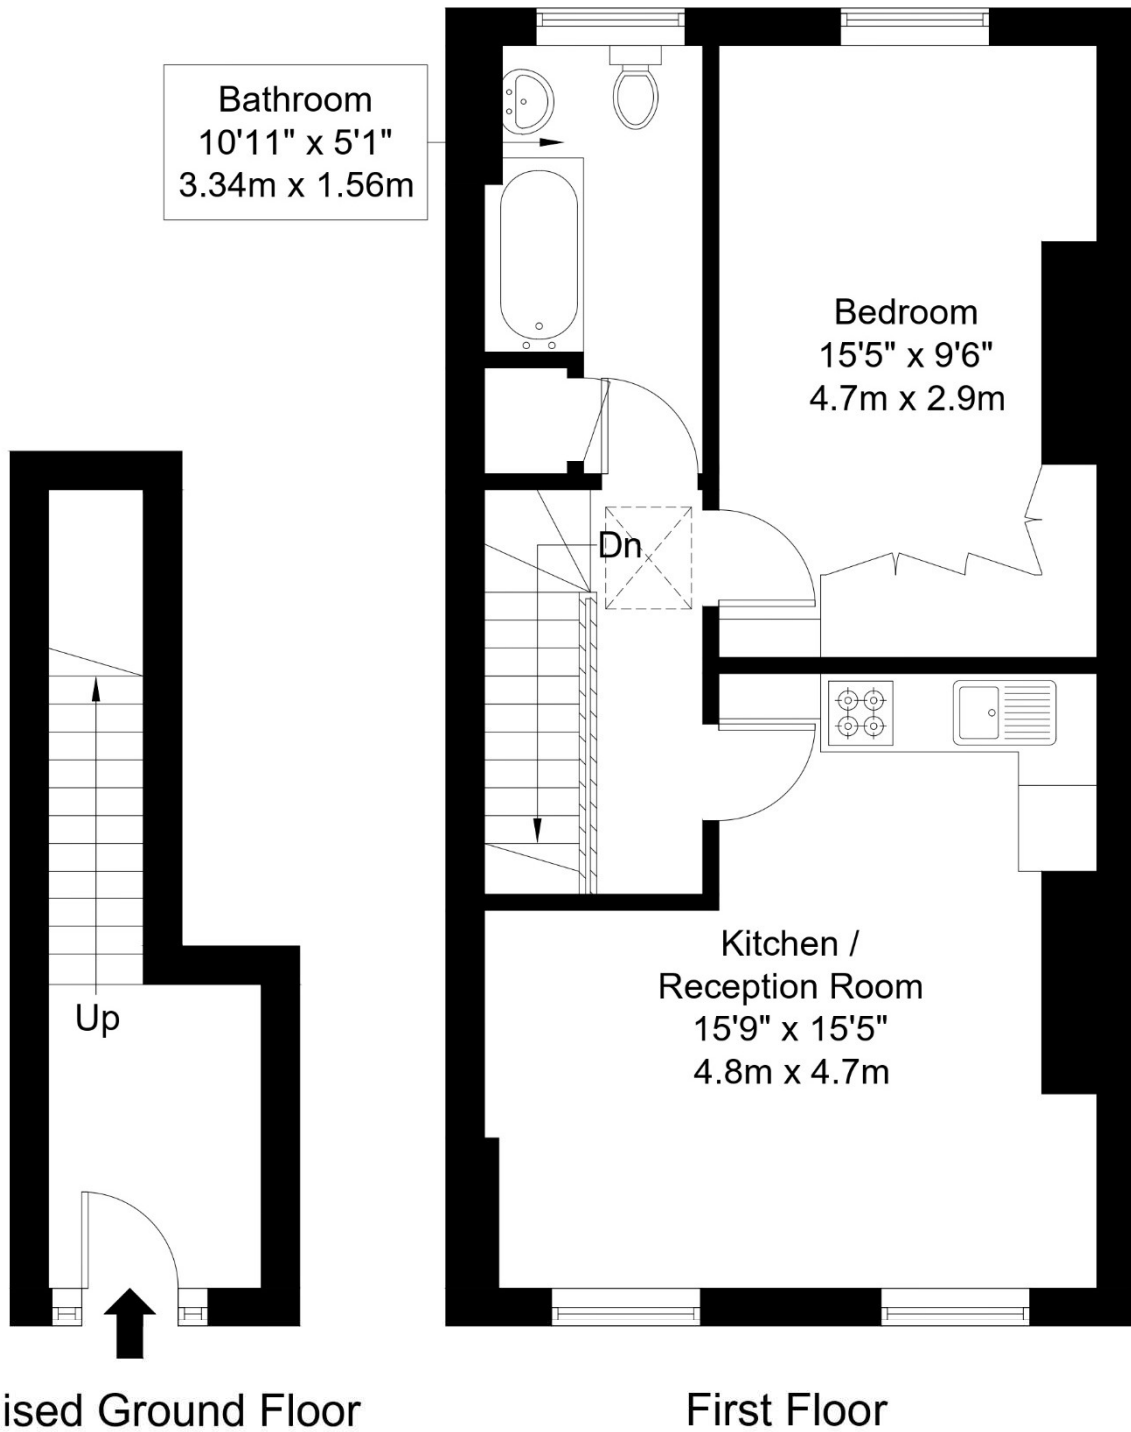 Bathroom
10'11" x 5'1"
3.34m x 1.56m
Bedroom
15'5" x 9'6"
4.7m x 2.9m
Dn
Kitchen /
Reception Room
15'9" x 15'5"
4.8m x 4.7m
Up
ised Ground Floor
First Floor